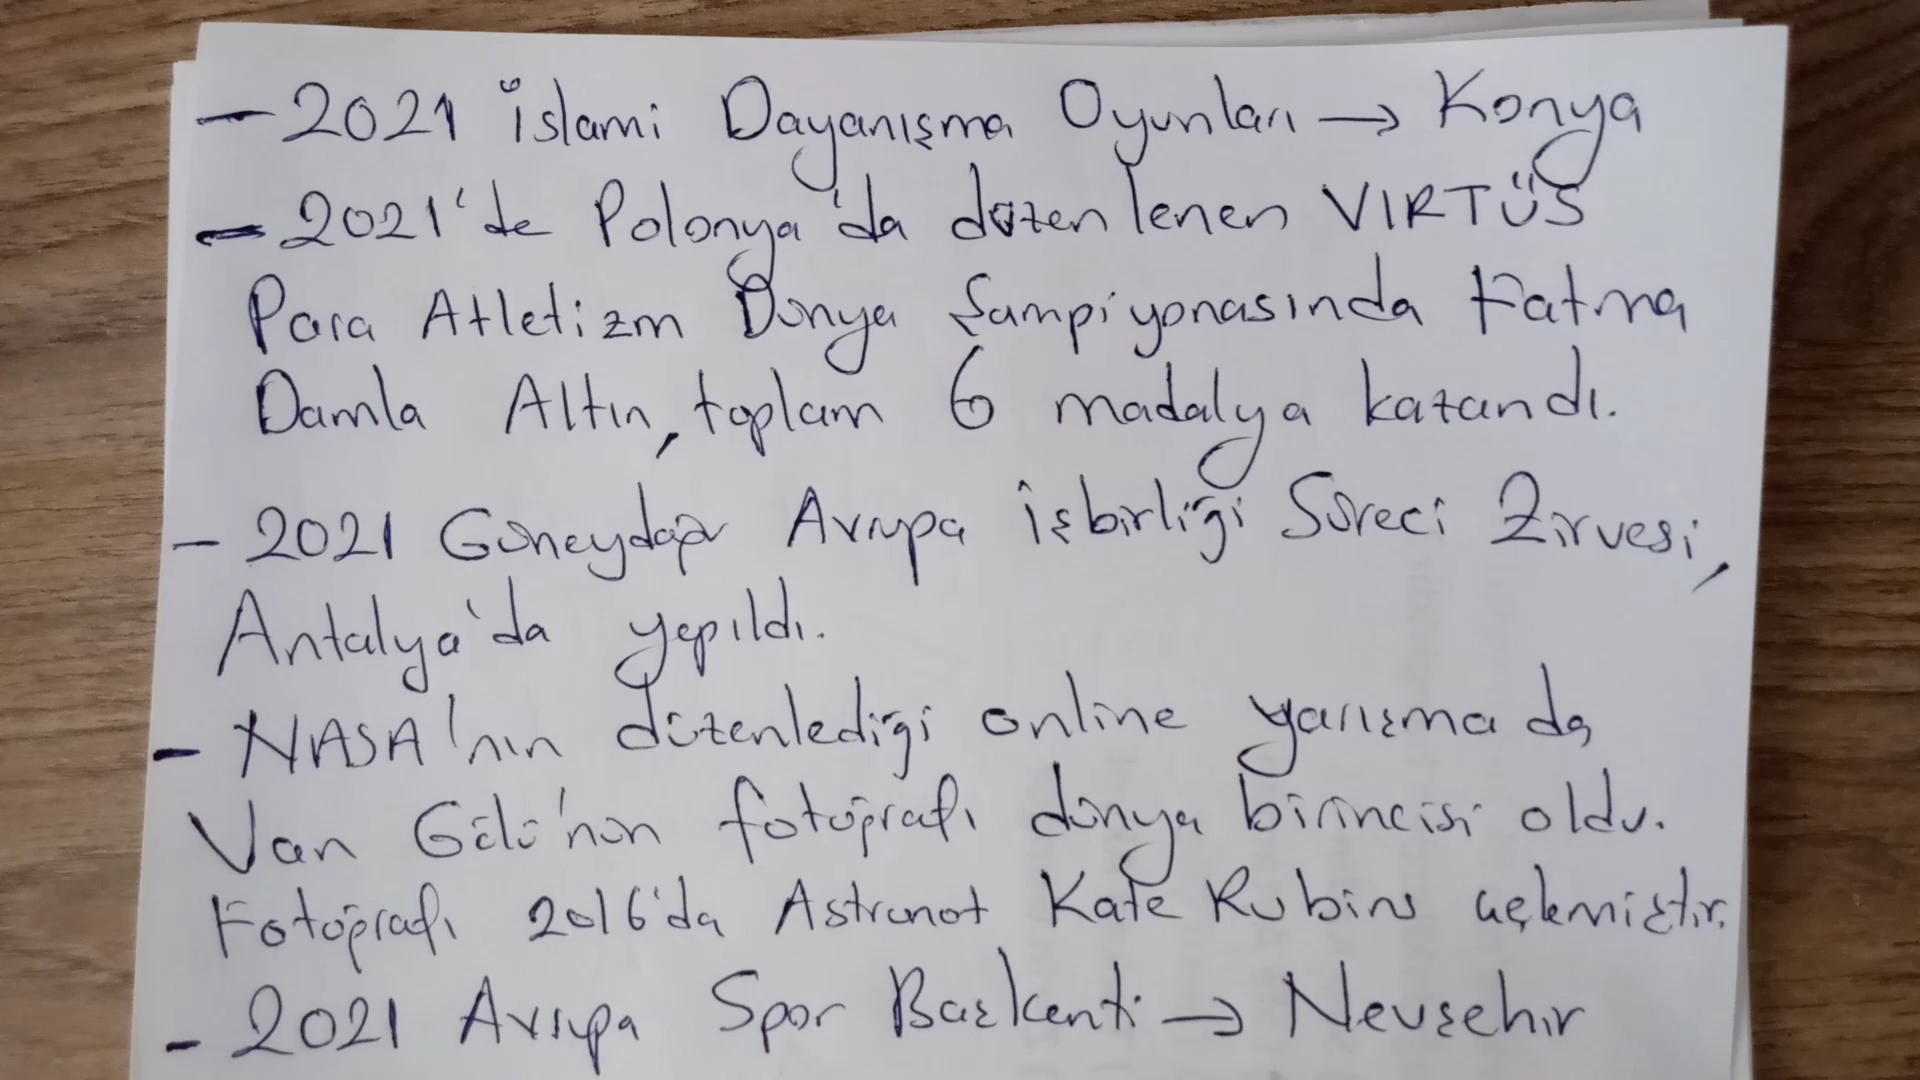 - 2021 İslami Dayanışma Oyunları → Konya
- 2021'de Polonya'da düzenlenen VIRTÜS
Para Atletizm Dünya Şampiyonasında Fatma
Damla Altın, toplam 6 madalya kazandı.
- 2021 Güneydoğu Avrupa İşbirliği Süreci Zirvesi,
Antalya'da yapıldı.
- NASA'nın düzenlediği online yarışma da
Van Gölü'nün fotoğrafı dünya birincisi oldu.
Fotoğrafı 2016'da Astronot Kate Rubins çekmiştir.
- 2021 Avrupa Spor Başkenti → Nevşehir